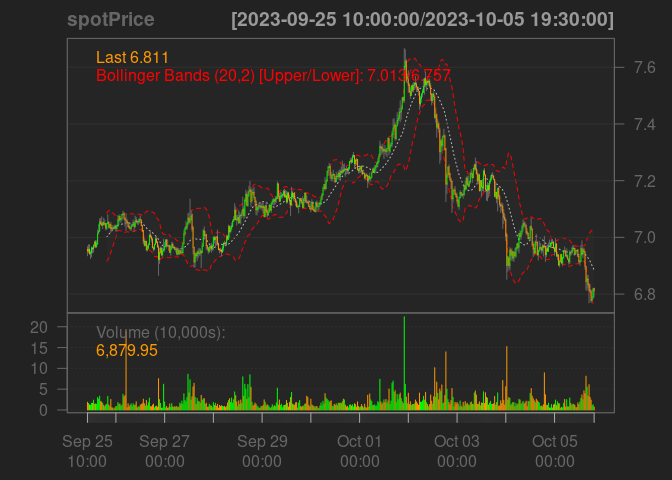 spotPrice [2023-09-25 10:00:00/2023-10-05 19:30:00]
Last 6.811
Bollinger Bands (20,2) [Upper/Lower]: 7.013/6.757
7.6
7.4
7.2
7.0
6.8
Volume (10,000s):
6,879.95
20
15
10
5
0
Sep 25 Sep 27 Sep 29 Oct 01 Oct 03 Oct 05
10:00 00:00 00:00 00:00 00:00 00:00